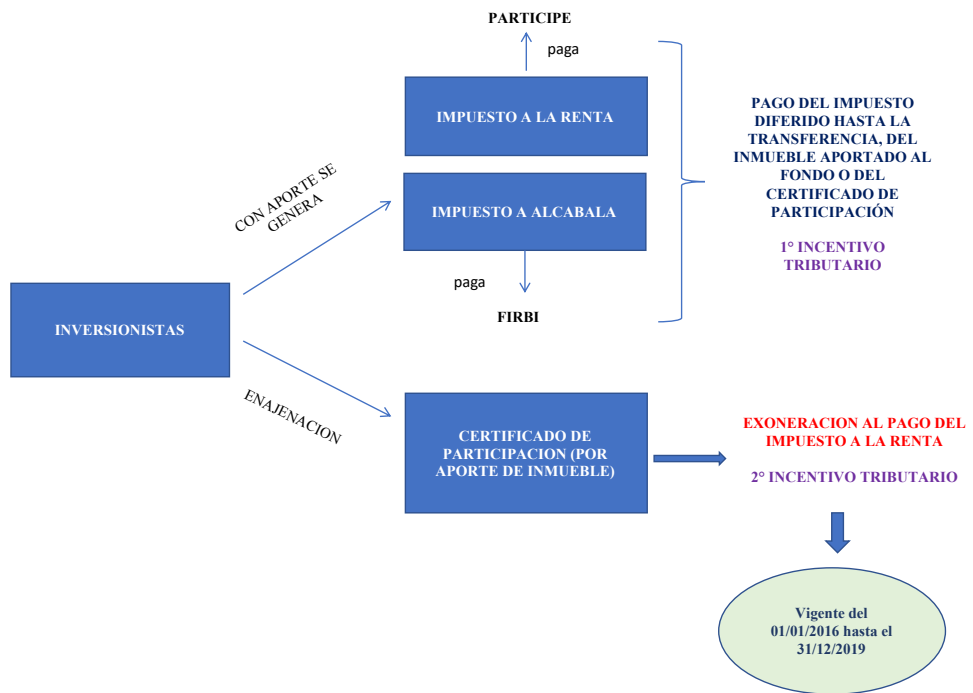 PARTICIPE
paga
IMPUESTO A LA RENTA
CON APORTE SE
GENERA
IMPUESTO A ALCABALA
paga
FIRBI
PAGO DEL IMPUESTO
DIFERIDO HASTA LA
TRANSFERENCIA, DEL
INMUEBLE APORTADO AL
FONDO O DEL
CERTIFICADO DE
PARTICIPACIÓN
1° INCENTIVO
TRIBUTARIO
INVERSIONISTAS
ENAJENACION
CERTIFICADO DE
PARTICIPACION (POR
APORTE DE INMUEBLE)
EXONERACION AL PAGO DEL
IMPUESTO A LA RENTA
2° INCENTIVO TRIBUTARIO
Vigente del
01/01/2016 hasta el
31/12/2019